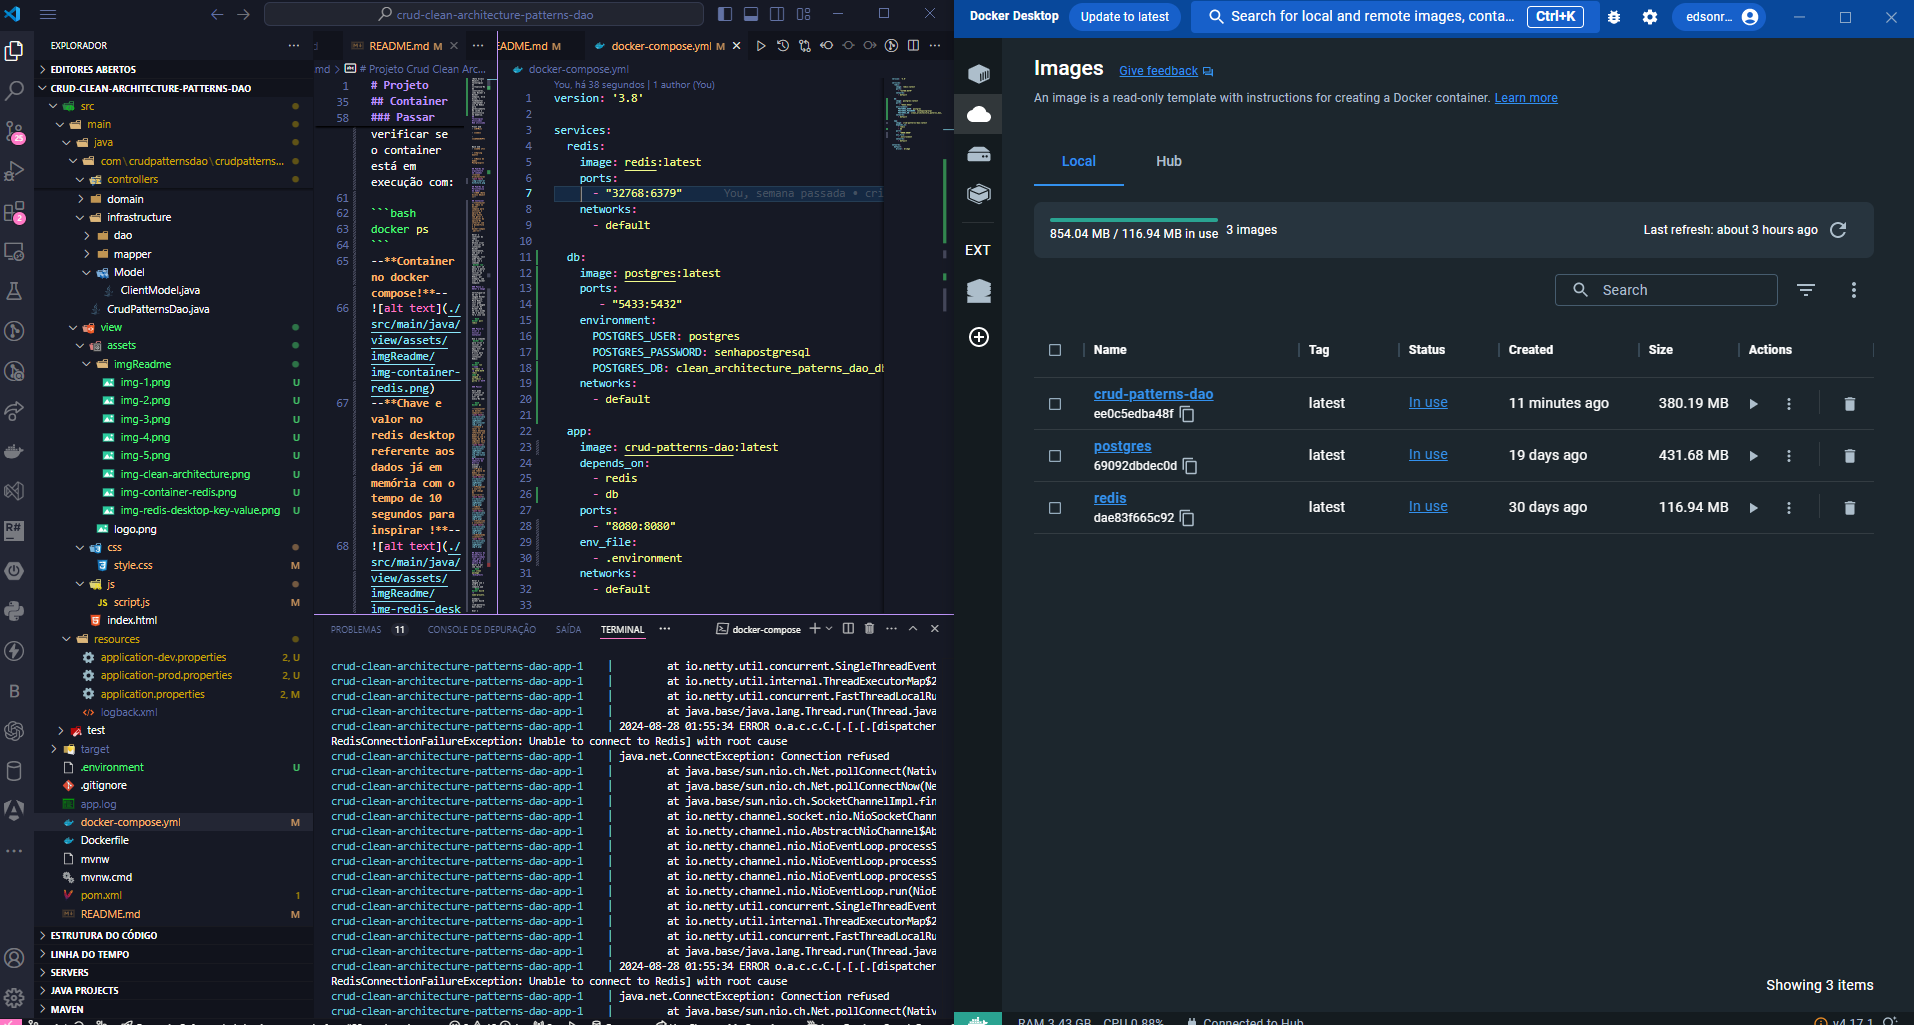 crud-clean-architecture-patterns-dao
EXPLORADOR
EDITORES ABERTOS
CRUD-CLEAN-ARCHITECTURE-PATTERNS-DAO
src
main
java
com\crudpatternsdao\crudpatterns...
controllers
domain
infrastructure
dao
mapper
Model
ClientModel.java
CrudPatternsDao.java
view
assets
imgReadme
img-1.png U
img-2.png U
img-3.png U
img-4.png U
img-5.png U
img-clean-architecture.png U
img-container-redis.png U
img-redis-desktop-key-value.png U
logo.png
css
style.css M
js
script.js M
index.html
resources
application-dev.properties 2, U
application-prod.properties 2, U
application.properties 2, M
logback.xml
test
target
.environment U
.gitignore
app.log
docker-compose.yml M
Dockerfile
mvnw
mvnw.cmd
pom.xml 1
README.md M
ESTRUTURA DO CÓDIGO
LINHA DO TEMPO
SERVERS
JAVA PROJECTS
MAVEN
25
2
B
R#
README.md M
md > # Projeto Crud Clean Arc...
1 # Projeto
35 ## Container
58 ### Passar
verificar se
o container
está em
execução com:
61
62 ```bash
63 docker ps
64 ```
65 --**Container
no docker
compose!**--
66 ![alt text](./
src/main/java/
view/assets/
imgReadme/
img-container-
redis.png)
67 --**Chave e
valor no
redis desktop
referente aos
dados já em
memória com o
tempo de 10
segundos para
inspirar !**--
68 ![alt text](./
src/main/java/
view/assets/
imgReadme/
img-redis-desk
EADME.md M
docker-compose.yml M
docker-compose.yml
You, há 38 segundos | 1 author (You)
1 version: '3.8'
2
3 services:
4 redis:
5 image: redis:latest
6 ports:
7 - "32768:6379" You, semana passada • cri
8 networks:
9 - default
10
11 db:
12 image: postgres:latest
13 ports:
14 - "5433:5432"
15 environment:
16 POSTGRES_USER: postgres
17 POSTGRES_PASSWORD: senhapostgresql
18 POSTGRES_DB: clean_architecture_paterns_dao_db
19 networks:
20 - default
21
22 app:
23 image: crud-patterns-dao:latest
24 depends_on:
25 - redis
26 - db
27 ports:
28 - "8080:8080"
29 env_file:
30 - .environment
31 networks:
32 - default
33
PROBLEMAS 11 CONSOLE DE DEPURAÇÃO SAÍDA TERMINAL docker-compose
crud-clean-architecture-patterns-dao-app-1 | at io.netty.util.concurrent.SingleThreadEvent
crud-clean-architecture-patterns-dao-app-1 | at io.netty.util.internal.ThreadExecutorMap$2
crud-clean-architecture-patterns-dao-app-1 | at io.netty.util.concurrent.FastThreadLocalRu
crud-clean-architecture-patterns-dao-app-1 | at java.base/java.lang.Thread.run(Thread.java
crud-clean-architecture-patterns-dao-app-1 | 2024-08-28 01:55:34 ERROR o.a.c.c.C.[.[.[.[dispatcher
RedisConnectionFailureException: Unable to connect to Redis] with root cause
crud-clean-architecture-patterns-dao-app-1 | java.net.ConnectException: Connection refused
crud-clean-architecture-patterns-dao-app-1 | at java.base/sun.nio.ch.Net.pollConnect(Nativ
crud-clean-architecture-patterns-dao-app-1 | at java.base/sun.nio.ch.Net.pollConnectNow(Ne
crud-clean-architecture-patterns-dao-app-1 | at java.base/sun.nio.ch.SocketChannelImpl.fin
crud-clean-architecture-patterns-dao-app-1 | at io.netty.channel.socket.nio.NioSocketChann
crud-clean-architecture-patterns-dao-app-1 | at io.netty.channel.nio.AbstractNioChannel$Ab
crud-clean-architecture-patterns-dao-app-1 | at io.netty.channel.nio.NioEventLoop.processS
crud-clean-architecture-patterns-dao-app-1 | at io.netty.channel.nio.NioEventLoop.processS
crud-clean-architecture-patterns-dao-app-1 | at io.netty.channel.nio.NioEventLoop.processS
crud-clean-architecture-patterns-dao-app-1 | at io.netty.channel.nio.NioEventLoop.run(NioE
crud-clean-architecture-patterns-dao-app-1 | at io.netty.util.concurrent.SingleThreadEvent
crud-clean-architecture-patterns-dao-app-1 | at io.netty.util.internal.ThreadExecutorMap$2
crud-clean-architecture-patterns-dao-app-1 | at io.netty.util.concurrent.FastThreadLocalRu
crud-clean-architecture-patterns-dao-app-1 | at java.base/java.lang.Thread.run(Thread.java
crud-clean-architecture-patterns-dao-app-1 | 2024-08-28 01:55:34 ERROR o.a.c.c.C.[.[.[.[dispatcher
RedisConnectionFailureException: Unable to connect to Redis] with root cause
crud-clean-architecture-patterns-dao-app-1 | java.net.ConnectException: Connection refused
crud-clean-architecture-patterns-dao-app-1 | at java.base/sun.nio.ch.Net.pollConnect(Nativ
Docker Desktop Update to latest Search for local and remote images, conta... Ctrl+K edsonr...
EXT
Images Give feedback
An image is a read-only template with instructions for creating a Docker container. Learn more
Local Hub
854.04 MB / 116.94 MB in use 3 images Last refresh: about 3 hours ago
Search
Name Tag Status Created Size Actions
crud-patterns-dao
ee0c5edba48f latest In use 11 minutes ago 380.19 MB
postgres
69092dbdec0d latest In use 19 days ago 431.68 MB
redis
dae83f665c92 latest In use 30 days ago 116.94 MB
Showing 3 items
RAM 3.43 GB CPU 0.88% Connected to Hub v4.17.1